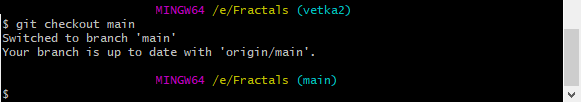 MINGW64 /e/Fractals (vetka2)
$ git checkout main
Switched to branch 'main'
Your branch is up to date with 'origin/main'.
MINGW64 /e/Fractals (main)
$